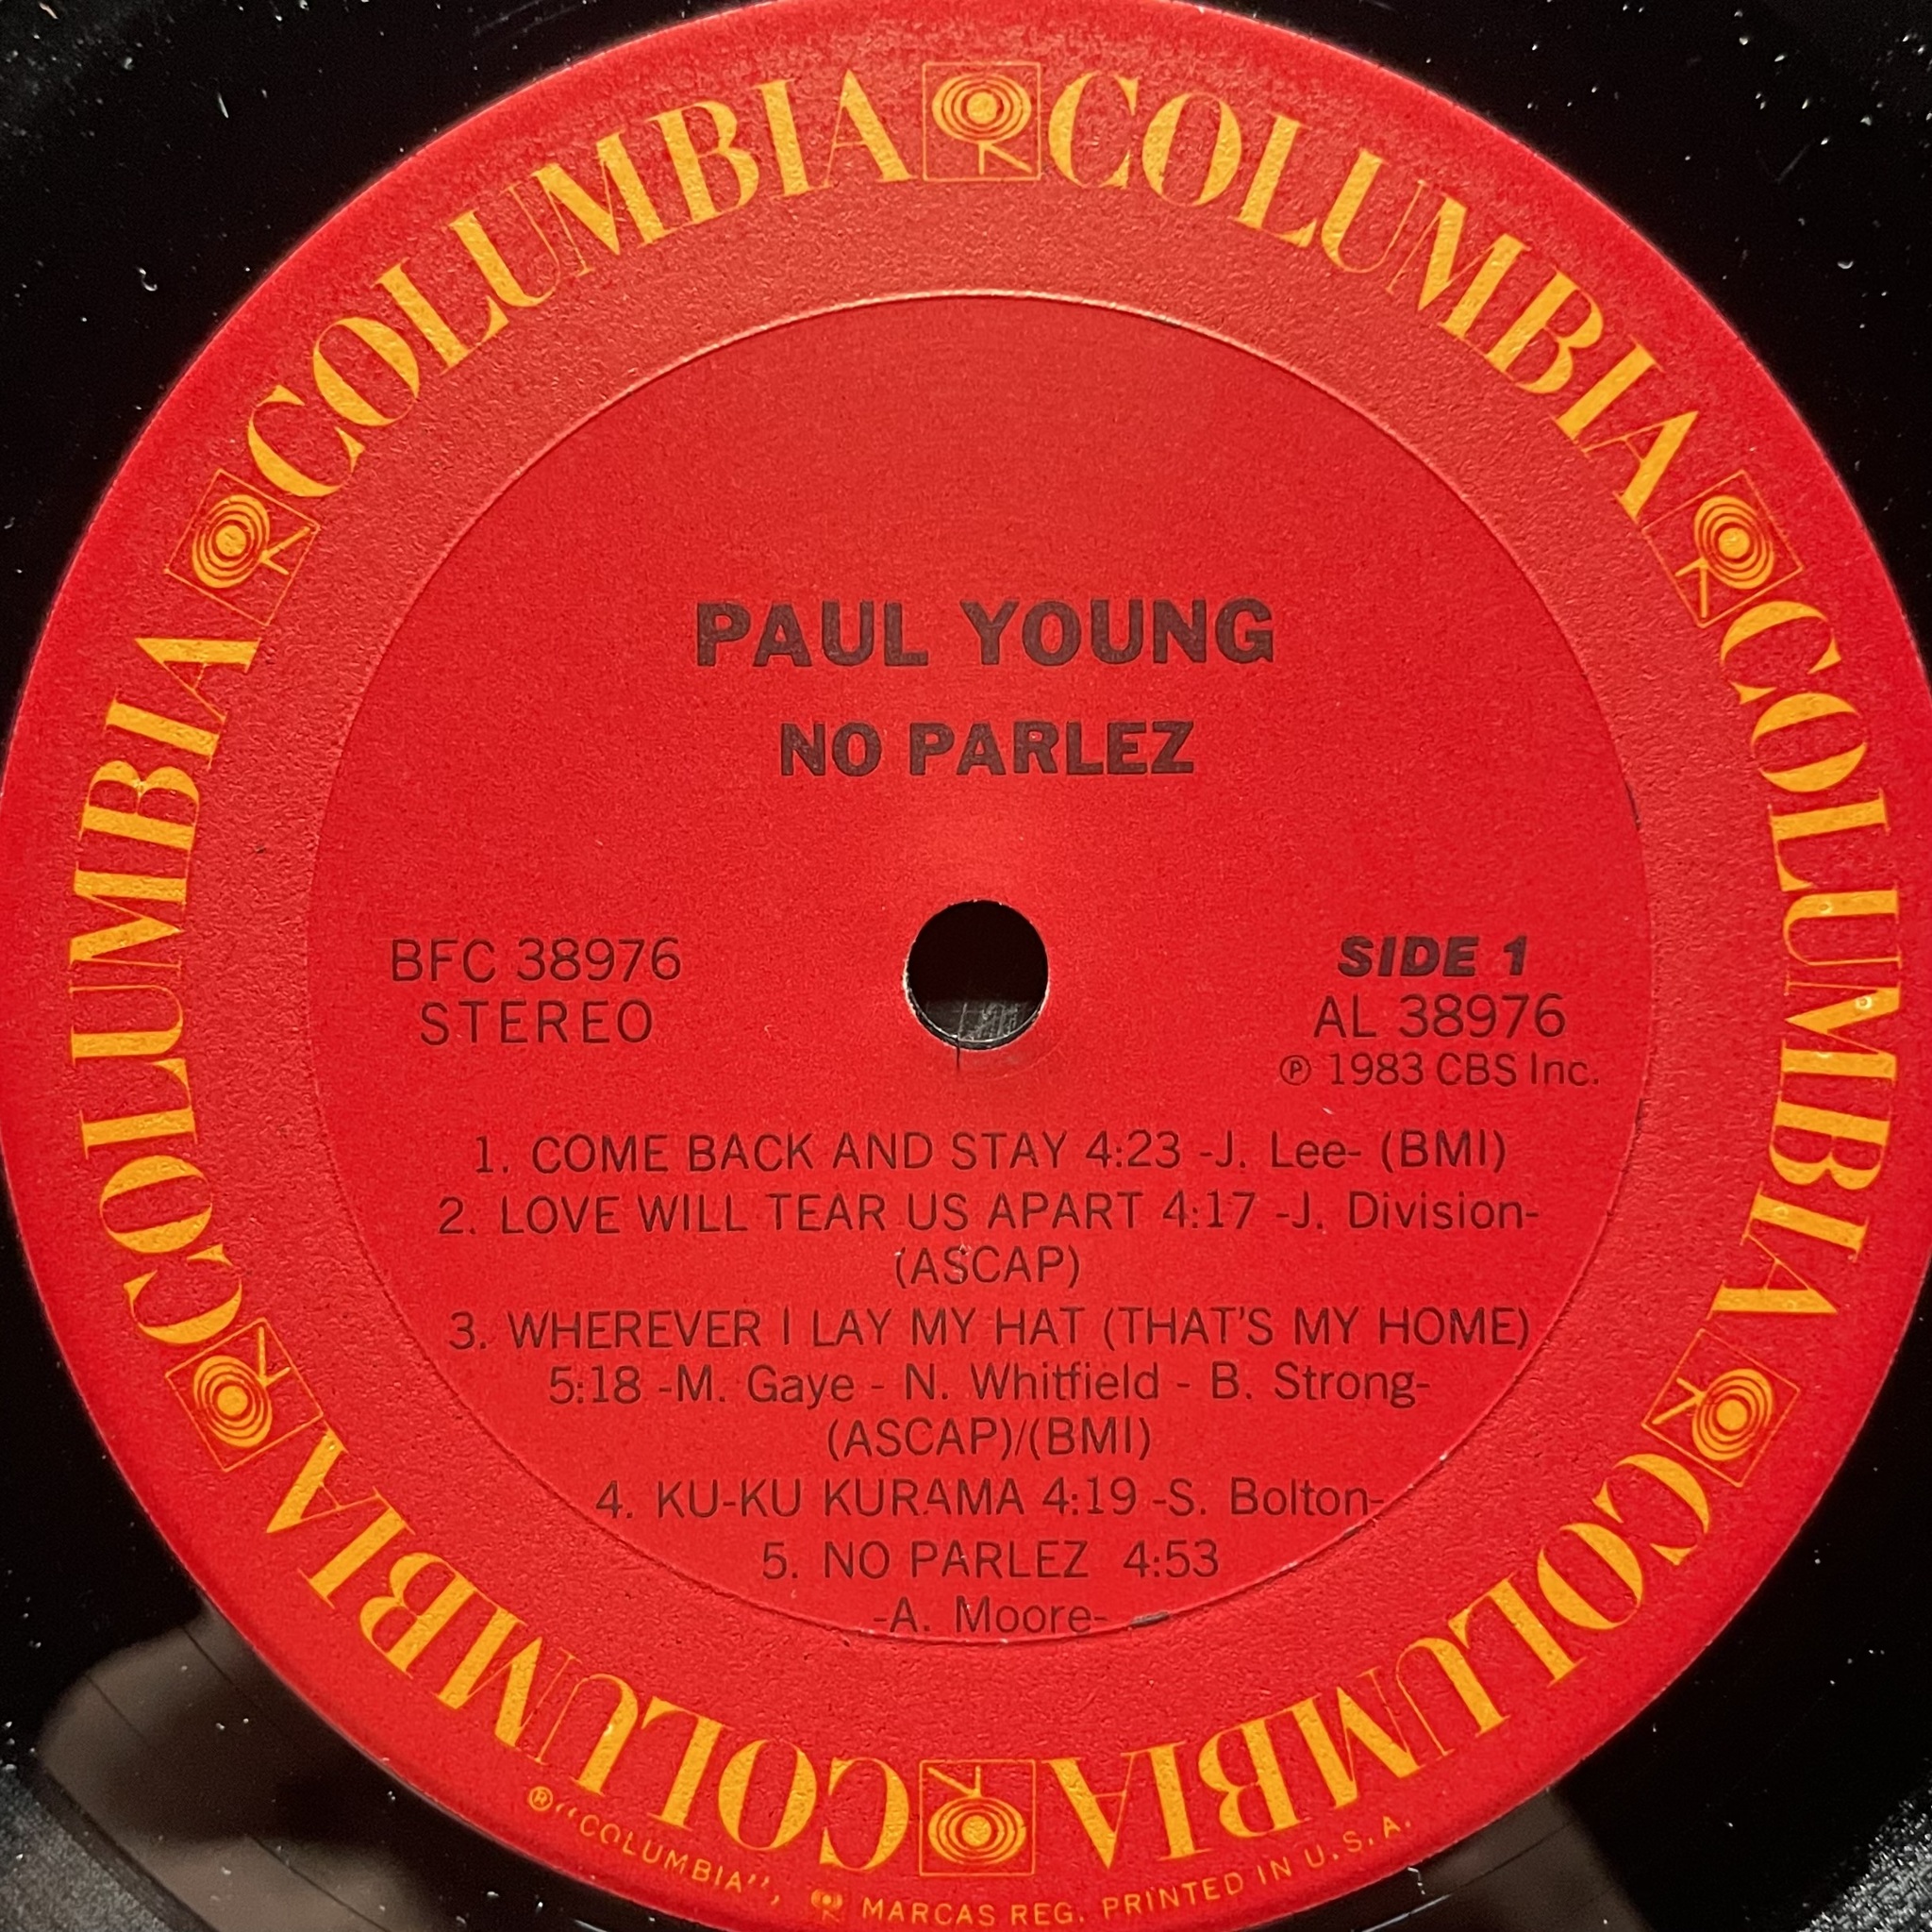 COLUMBIA COLUMBIA COLUMBIA COLUMBIA COLUMBIA COLUMBIA
PAUL YOUNG
NO PARLEZ
BFC 38976
STEREO
SIDE 1
AL 38976
℗ 1983 CBS Inc.
1. COME BACK AND STAY 4:23 -J. Lee- (BMI)
2. LOVE WILL TEAR US APART 4:17 -J. Division-
(ASCAP)
3. WHEREVER I LAY MY HAT (THAT'S MY HOME)
5:18 -M. Gaye - N. Whitfield - B. Strong-
(ASCAP)/(BMI)
4. KU-KU KURAMA 4:19 -S. Bolton-
5. NO PARLEZ 4:53
-A. Moore-
® "COLUMBIA", MARCAS REG. PRINTED IN U.S.A.